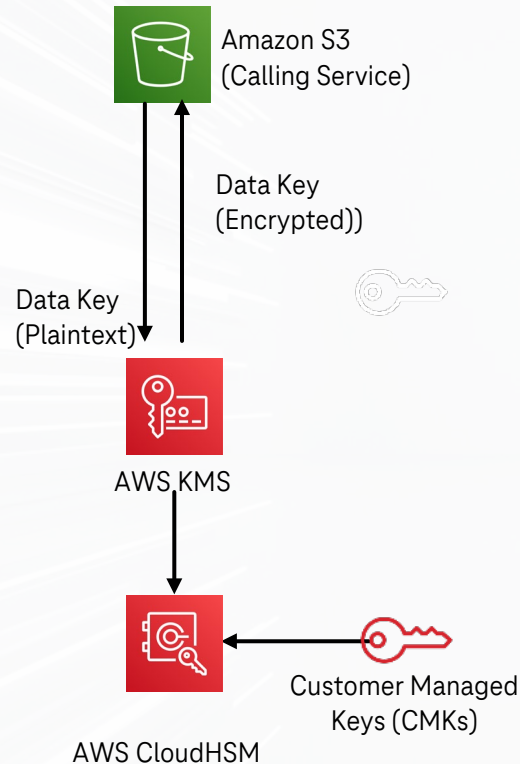 Amazon S3
(Calling Service)
Data Key
(Encrypted))
Data Key
(Plaintext)
AWS KMS
Customer Managed
Keys (CMKs)
AWS CloudHSM